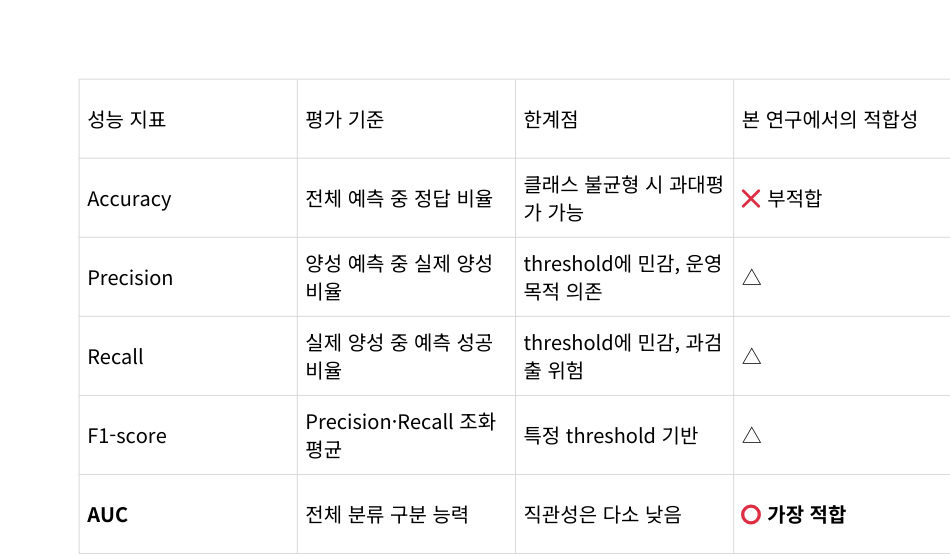 성능 지표
평가 기준
한계점
본 연구에서의 적합성
Accuracy
전체 예측 중 정답 비율
클래스 불균형 시 과대평
가 가능
❌ 부적합
Precision
양성 예측 중 실제 양성
비율
threshold에 민감, 운영
목적 의존
△
Recall
실제 양성 중 예측 성공
비율
threshold에 민감, 과검
출 위험
△
F1-score
Precision·Recall 조화
평균
특정 threshold 기반
△
AUC
전체 분류 구분 능력
직관성은 다소 낮음
⭕ 가장 적합